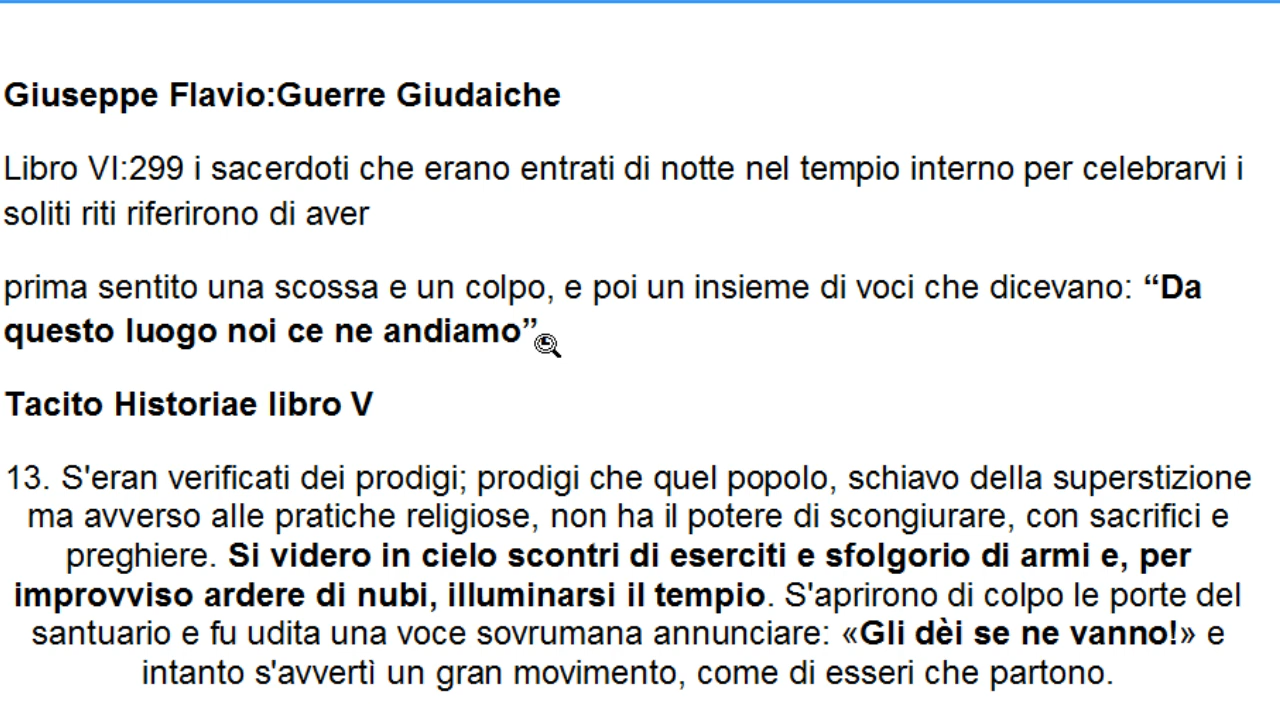 Giuseppe Flavio:Guerre Giudaiche
Libro VI:299 i sacerdoti che erano entrati di notte nel tempio interno per celebrarvi i
soliti riti riferirono di aver
prima sentito una scossa e un colpo, e poi un insieme di voci che dicevano: “Da
questo luogo noi ce ne andiamo”
Tacito Historiae libro V
13. S'eran verificati dei prodigi; prodigi che quel popolo, schiavo della superstizione
ma avverso alle pratiche religiose, non ha il potere di scongiurare, con sacrifici e
preghiere. Si videro in cielo scontri di eserciti e sfolgorio di armi e, per
improvviso ardere di nubi, illuminarsi il tempio. S'aprirono di colpo le porte del
santuario e fu udita una voce sovrumana annunciare: «Gli dèi se ne vanno!» e
intanto s'avvertì un gran movimento, come di esseri che partono.